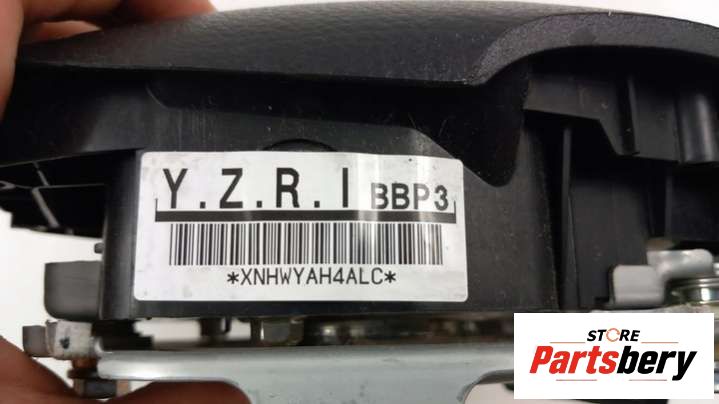 Y.Z.R.I BBP3
*XNHWYAH4ALC*
STORE
Partsbery